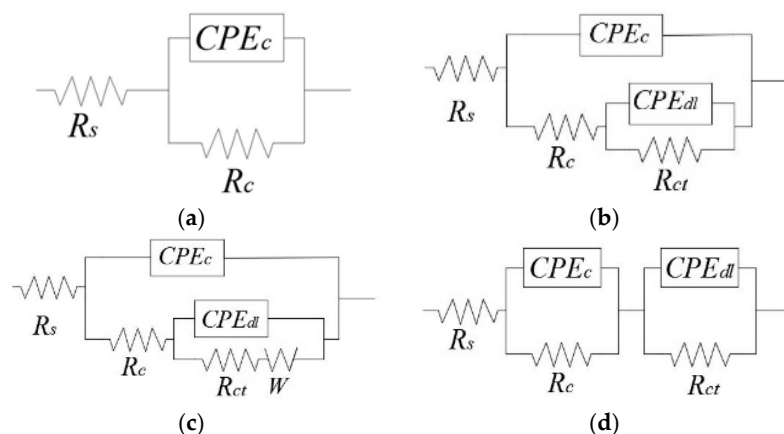 CPEc
Rs
Rc
(a)
CPEc
Rs
CPEdl
Rc
Rct
(b)
CPEc
Rs
CPEdl
Rc
Rct
W
(c)
CPEc
CPEdl
Rs
Rc
Rct
(d)